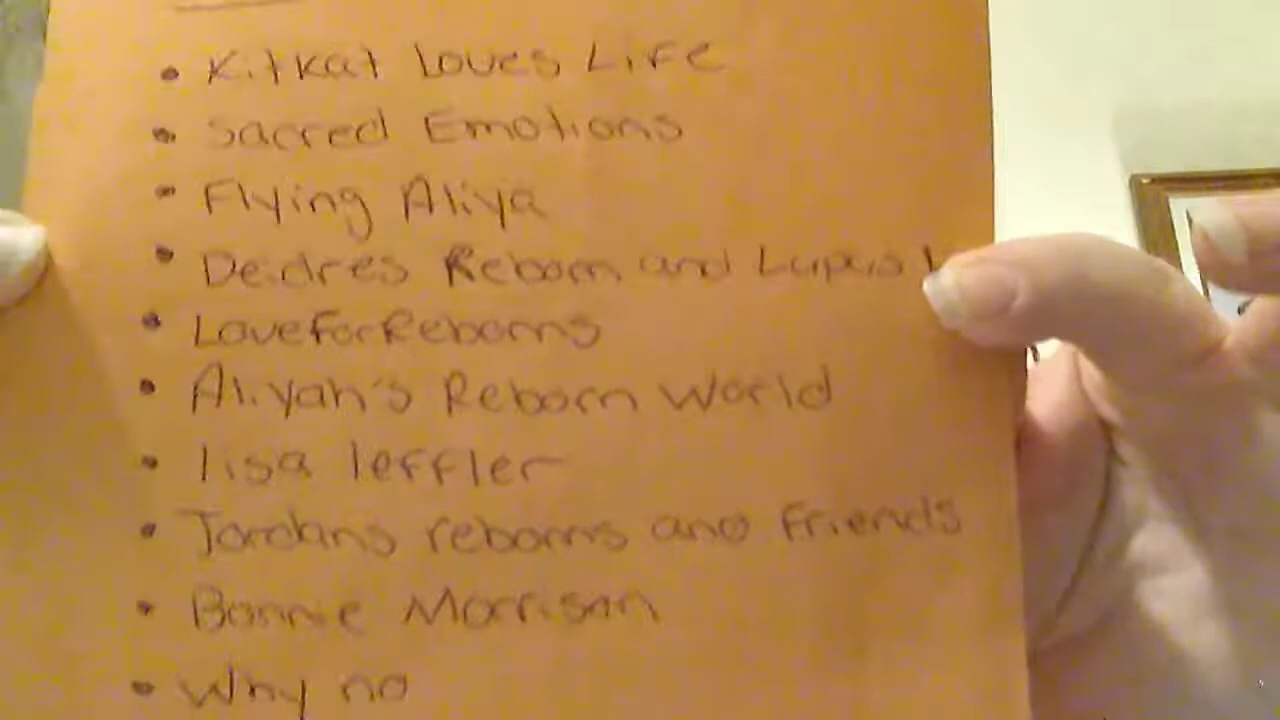 • Kitkat Loves Life
• Sacred Emotions
• Flying Aliya
• Deidres Reborn and
• LoveForReborns
• Aliyah's Reborn World
• lisa leffler
• Jordans reborns and friends
• Bonnie Morrison
• Why no